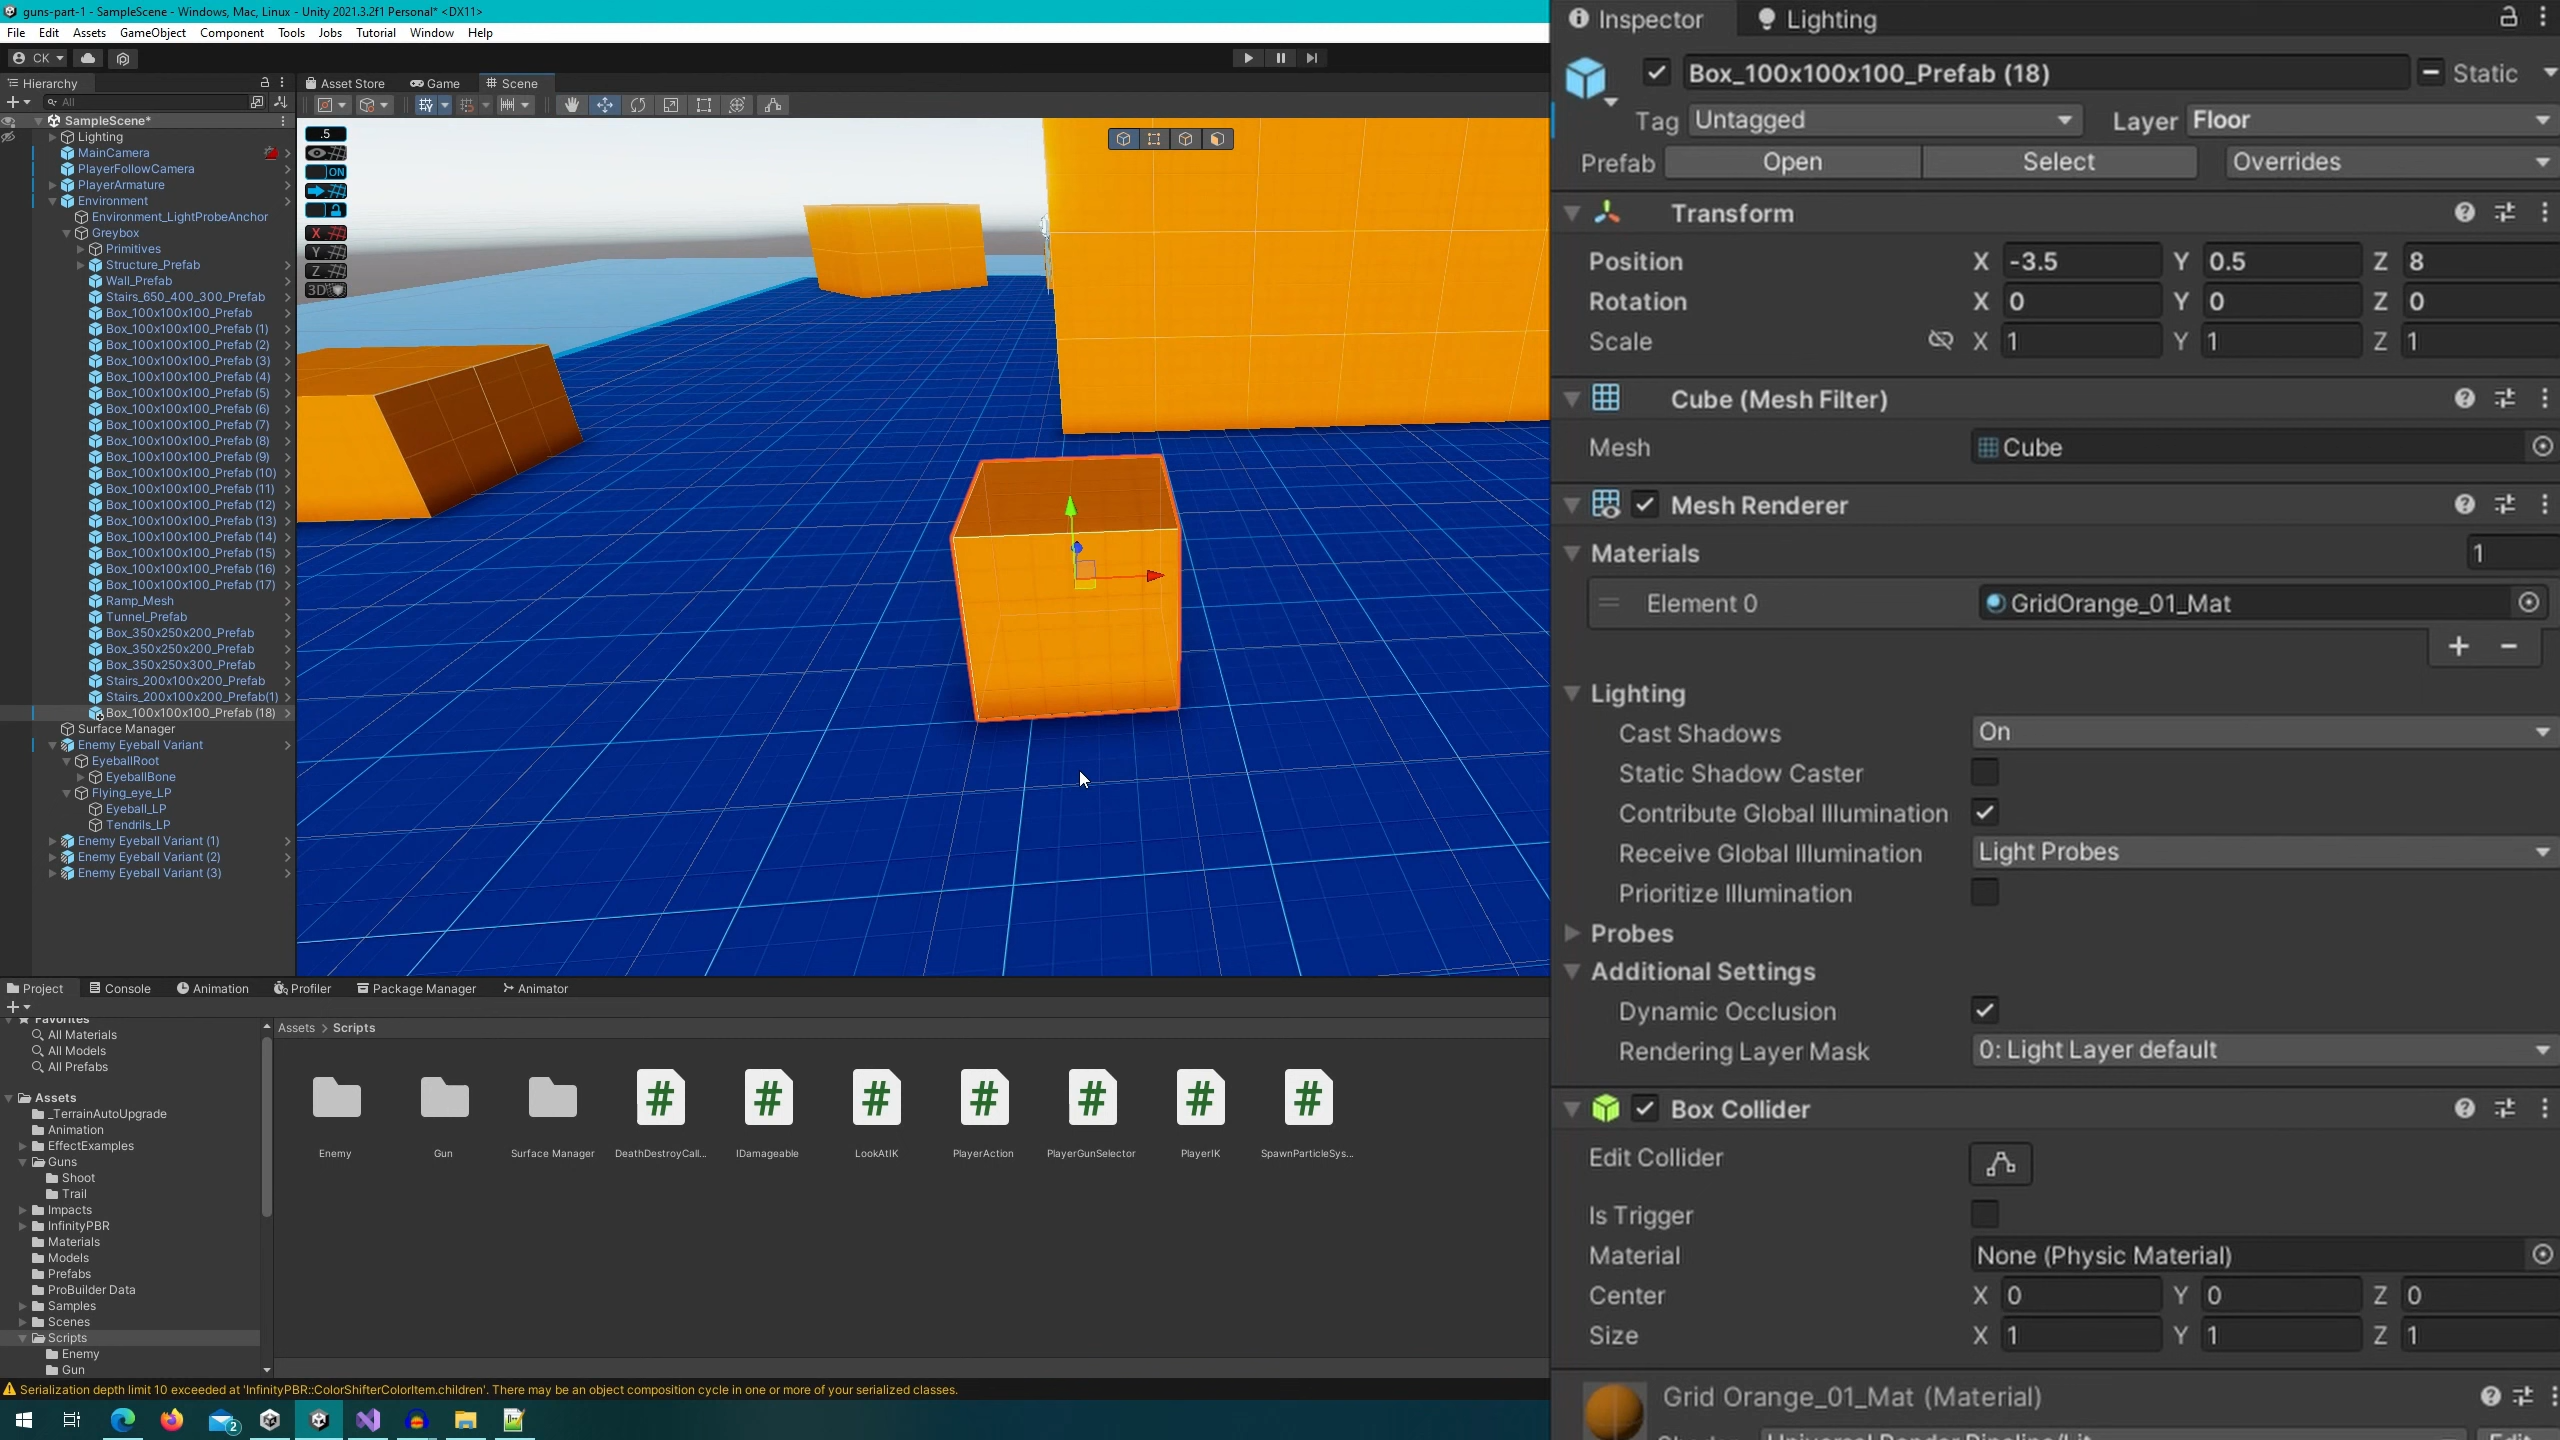 guns-part-1 - SampleScene - Windows, Mac, Linux - Unity 2021.3.2f1 Personal* <DX11>
File Edit Assets GameObject Component Tools Jobs Tutorial Window Help
CK
Hierarchy
All
SampleScene*
Lighting
MainCamera
PlayerFollowCamera
PlayerArmature
Environment
Environment_LightProbeAnchor
Greybox
Primitives
Structure_Prefab
Wall_Prefab
Stairs_650_400_300_Prefab
Box_100x100x100_Prefab
Box_100x100x100_Prefab (1)
Box_100x100x100_Prefab (2)
Box_100x100x100_Prefab (3)
Box_100x100x100_Prefab (4)
Box_100x100x100_Prefab (5)
Box_100x100x100_Prefab (6)
Box_100x100x100_Prefab (7)
Box_100x100x100_Prefab (8)
Box_100x100x100_Prefab (9)
Box_100x100x100_Prefab (10)
Box_100x100x100_Prefab (11)
Box_100x100x100_Prefab (12)
Box_100x100x100_Prefab (13)
Box_100x100x100_Prefab (14)
Box_100x100x100_Prefab (15)
Box_100x100x100_Prefab (16)
Box_100x100x100_Prefab (17)
Ramp_Mesh
Tunnel_Prefab
Box_350x250x200_Prefab
Box_350x250x200_Prefab
Box_350x250x300_Prefab
Stairs_200x100x200_Prefab
Stairs_200x100x200_Prefab(1)
Box_100x100x100_Prefab (18)
Surface Manager
Enemy Eyeball Variant
EyeballRoot
EyeballBone
Flying_eye_LP
Eyeball_LP
Tendrils_LP
Enemy Eyeball Variant (1)
Enemy Eyeball Variant (2)
Enemy Eyeball Variant (3)
Asset Store Game Scene
.5
ON
X
Y
Z
3D
Inspector Lighting
Box_100x100x100_Prefab (18) Static
Tag Untagged Layer Floor
Prefab Open Select Overrides
Transform
Position X -3.5 Y 0.5 Z 8
Rotation X 0 Y 0 Z 0
Scale X 1 Y 1 Z 1
Cube (Mesh Filter)
Mesh Cube
Mesh Renderer
Materials 1
Element 0 GridOrange_01_Mat
Lighting
Cast Shadows On
Static Shadow Caster
Contribute Global Illumination
Receive Global Illumination Light Probes
Prioritize Illumination
Probes
Additional Settings
Dynamic Occlusion
Rendering Layer Mask 0: Light Layer default
Box Collider
Edit Collider
Is Trigger
Material None (Physic Material)
Center X 0 Y 0 Z 0
Size X 1 Y 1 Z 1
Grid Orange_01_Mat (Material)
Project Console Animation Profiler Package Manager Animator
Favorites
All Materials
All Models
All Prefabs
Assets
_TerrainAutoUpgrade
Animation
EffectExamples
Guns
Shoot
Trail
Impacts
InfinityPBR
Materials
Models
Prefabs
ProBuilder Data
Samples
Scenes
Scripts
Enemy
Gun
Assets > Scripts
Enemy Gun Surface Manager DeathDestroyCall... IDamageable LookAtIK PlayerAction PlayerGunSelector PlayerIK SpawnParticleSys...
Serialization depth limit 10 exceeded at 'InfinityPBR::ColorShifterColorItem.children'. There may be an object composition cycle in one or more of your serialized classes.
2